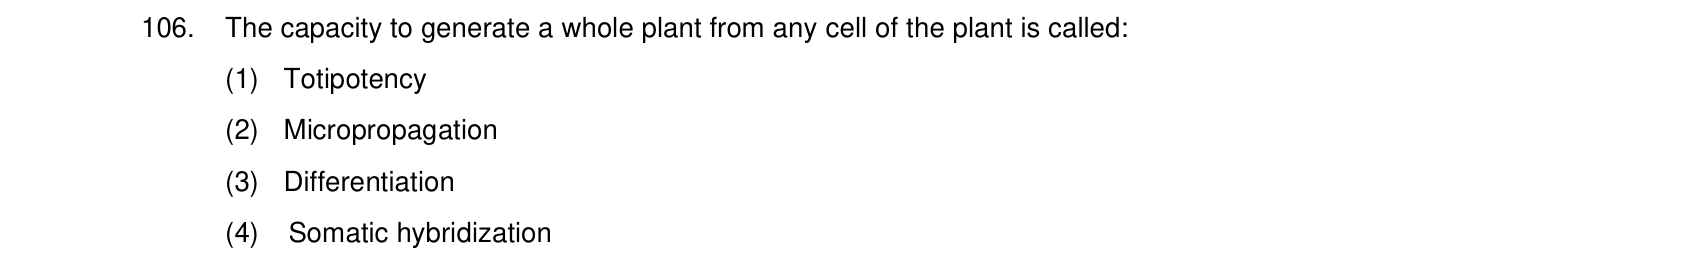 106. The capacity to generate a whole plant from any cell of the plant is called:
(1) Totipotency
(2) Micropropagation
(3) Differentiation
(4) Somatic hybridization